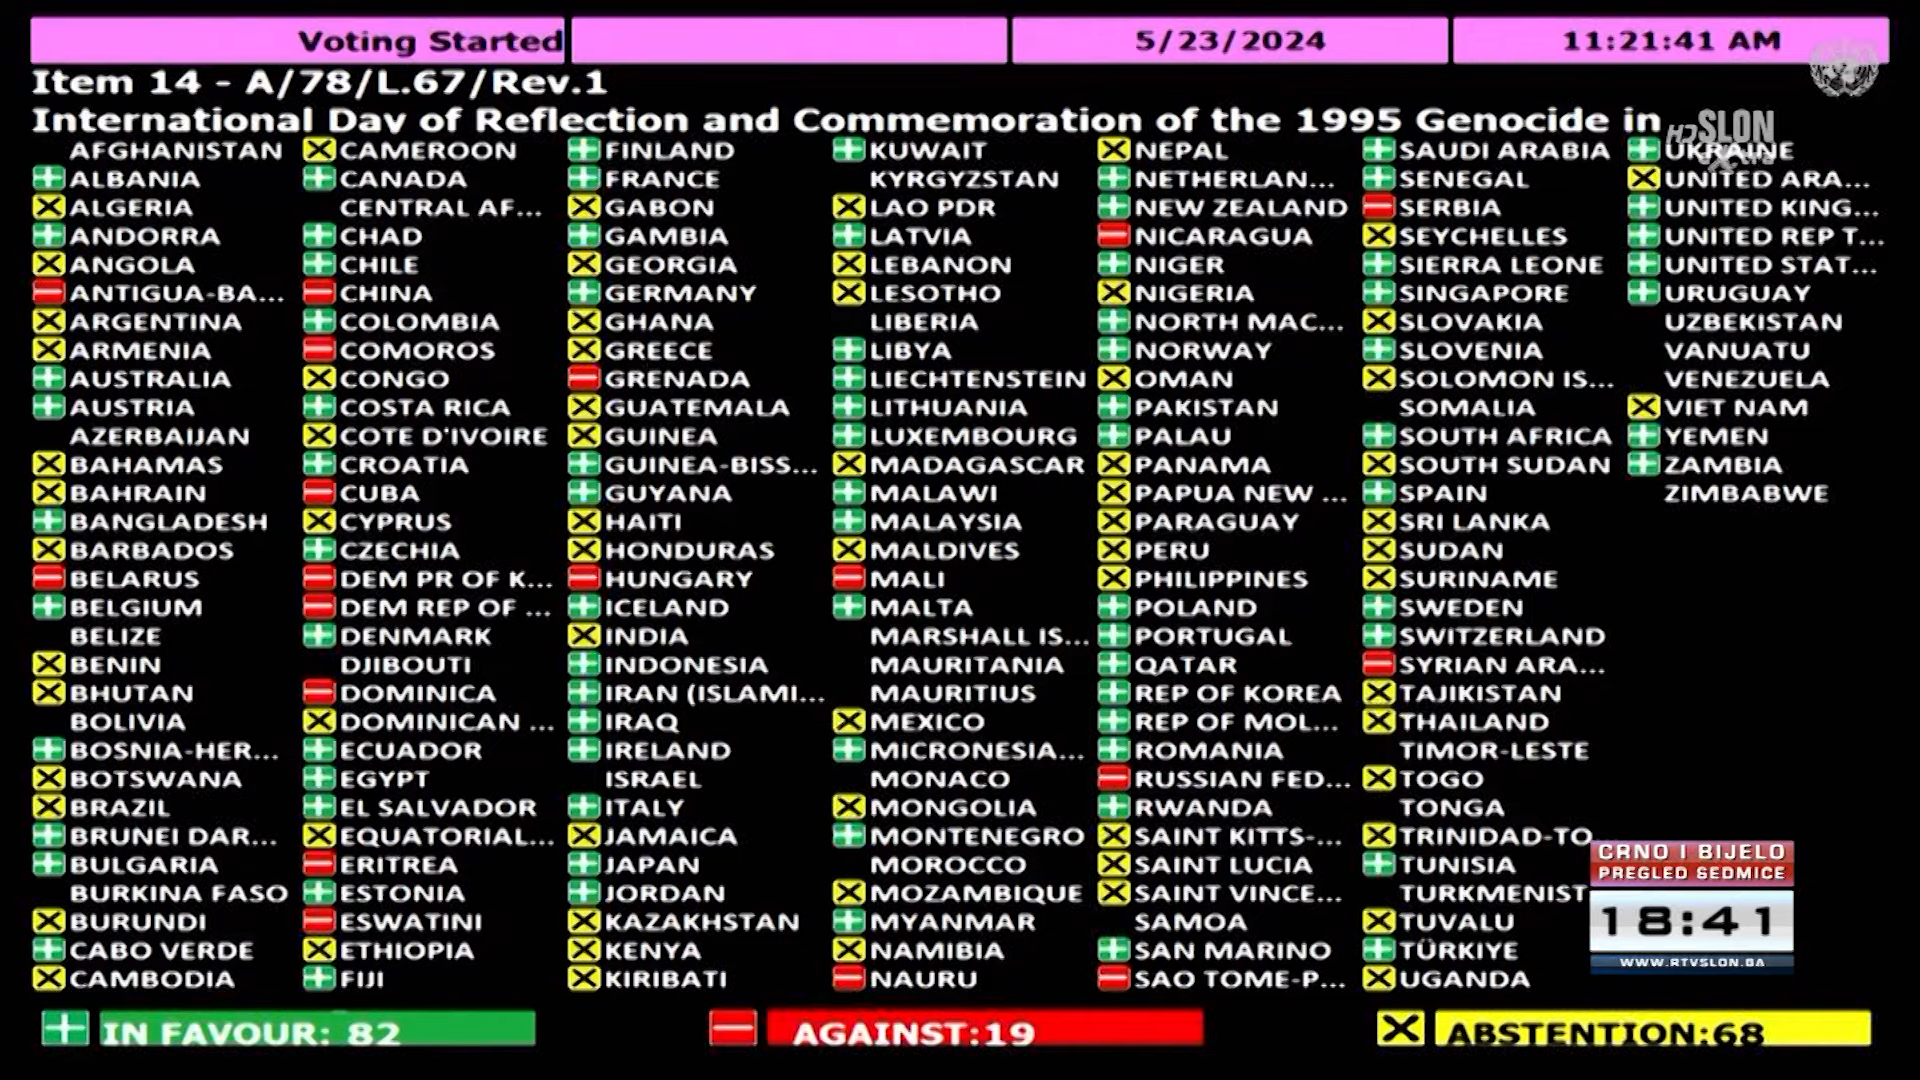 Voting Started
5/23/2024
11:21:41 AM
Item 14 - A/78/L.67/Rev.1
International Day of Reflection and Commemoration of the 1995 Genocide in
HD SLON
extra
AFGHANISTAN
ALBANIA
ALGERIA
ANDORRA
ANGOLA
ANTIGUA-BA...
ARGENTINA
ARMENIA
AUSTRALIA
AUSTRIA
AZERBAIJAN
BAHAMAS
BAHRAIN
BANGLADESH
BARBADOS
BELARUS
BELGIUM
BELIZE
BENIN
BHUTAN
BOLIVIA
BOSNIA-HER...
BOTSWANA
BRAZIL
BRUNEI DAR...
BULGARIA
BURKINA FASO
BURUNDI
CABO VERDE
CAMBODIA
CAMEROON
CANADA
CENTRAL AF...
CHAD
CHILE
CHINA
COLOMBIA
COMOROS
CONGO
COSTA RICA
COTE D'IVOIRE
CROATIA
CUBA
CYPRUS
CZECHIA
DEM PR OF K...
DEM REP OF ...
DENMARK
DJIBOUTI
DOMINICA
DOMINICAN ...
ECUADOR
EGYPT
EL SALVADOR
EQUATORIAL...
ERITREA
ESTONIA
ESWATINI
ETHIOPIA
FIJI
FINLAND
FRANCE
GABON
GAMBIA
GEORGIA
GERMANY
GHANA
GREECE
GRENADA
GUATEMALA
GUINEA
GUINEA-BISS...
GUYANA
HAITI
HONDURAS
HUNGARY
ICELAND
INDIA
INDONESIA
IRAN (ISLAMI...
IRAQ
IRELAND
ISRAEL
ITALY
JAMAICA
JAPAN
JORDAN
KAZAKHSTAN
KENYA
KIRIBATI
KUWAIT
KYRGYZSTAN
LAO PDR
LATVIA
LEBANON
LESOTHO
LIBERIA
LIBYA
LIECHTENSTEIN
LITHUANIA
LUXEMBOURG
MADAGASCAR
MALAWI
MALAYSIA
MALDIVES
MALI
MALTA
MARSHALL IS...
MAURITANIA
MAURITIUS
MEXICO
MICRONESIA...
MONACO
MONGOLIA
MONTENEGRO
MOROCCO
MOZAMBIQUE
MYANMAR
NAMIBIA
NAURU
NEPAL
NETHERLAN...
NEW ZEALAND
NICARAGUA
NIGER
NIGERIA
NORTH MAC...
NORWAY
OMAN
PAKISTAN
PALAU
PANAMA
PAPUA NEW ...
PARAGUAY
PERU
PHILIPPINES
POLAND
PORTUGAL
QATAR
REP OF KOREA
REP OF MOL...
ROMANIA
RUSSIAN FED...
RWANDA
SAINT KITTS-...
SAINT LUCIA
SAINT VINCE...
SAMOA
SAN MARINO
SAO TOME-P...
SAUDI ARABIA
SENEGAL
SERBIA
SEYCHELLES
SIERRA LEONE
SINGAPORE
SLOVAKIA
SLOVENIA
SOLOMON IS...
SOMALIA
SOUTH AFRICA
SOUTH SUDAN
SPAIN
SRI LANKA
SUDAN
SURINAME
SWEDEN
SWITZERLAND
SYRIAN ARA...
TAJIKISTAN
THAILAND
TIMOR-LESTE
TOGO
TONGA
TRINIDAD-TO...
TUNISIA
TURKMENIST
TUVALU
TÜRKIYE
UGANDA
UKRAINE
UNITED ARA...
UNITED KING...
UNITED REP T...
UNITED STAT...
URUGUAY
UZBEKISTAN
VANUATU
VENEZUELA
VIET NAM
YEMEN
ZAMBIA
ZIMBABWE
CRNO I BIJELO
PREGLED SEDMICE
18:41
WWW.RTVSLON.BA
IN FAVOUR: 82
AGAINST:19
ABSTENTION:68